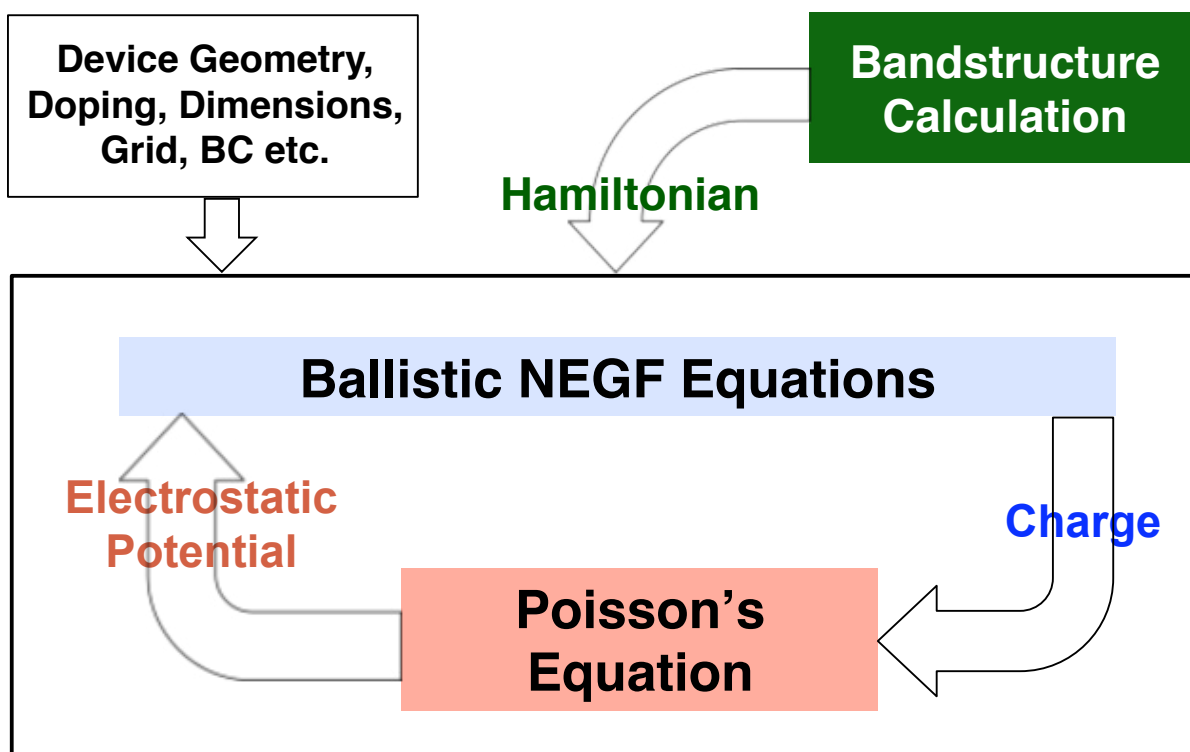 Device Geometry,
Doping, Dimensions,
Grid, BC etc.
Bandstructure
Calculation
Hamiltonian
Ballistic NEGF Equations
Electrostatic
Potential
Charge
Poisson’s
Equation